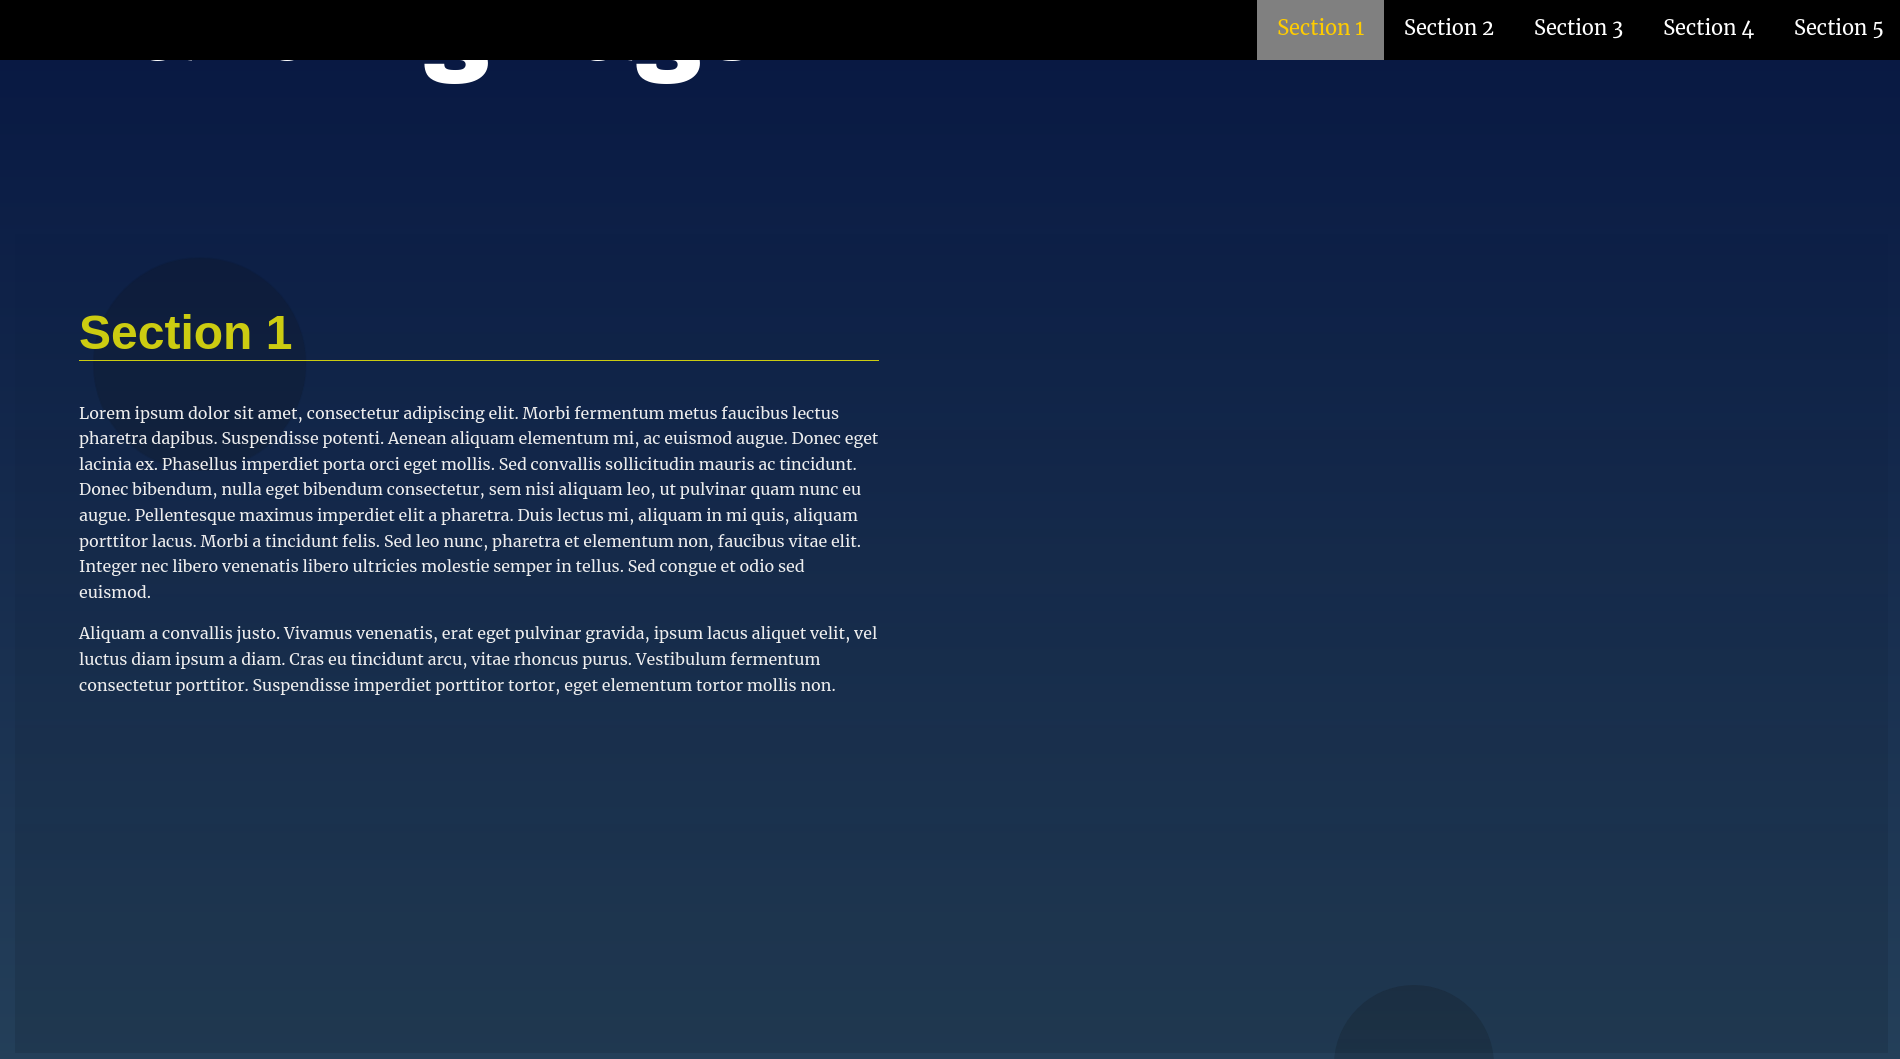 Section 1 Section 2 Section 3 Section 4 Section 5
Section 1
Lorem ipsum dolor sit amet, consectetur adipiscing elit. Morbi fermentum metus faucibus lectus
pharetra dapibus. Suspendisse potenti. Aenean aliquam elementum mi, ac euismod augue. Donec eget
lacinia ex. Phasellus imperdiet porta orci eget mollis. Sed convallis sollicitudin mauris ac tincidunt.
Donec bibendum, nulla eget bibendum consectetur, sem nisi aliquam leo, ut pulvinar quam nunc eu
augue. Pellentesque maximus imperdiet elit a pharetra. Duis lectus mi, aliquam in mi quis, aliquam
porttitor lacus. Morbi a tincidunt felis. Sed leo nunc, pharetra et elementum non, faucibus vitae elit.
Integer nec libero venenatis libero ultricies molestie semper in tellus. Sed congue et odio sed
euismod.
Aliquam a convallis justo. Vivamus venenatis, erat eget pulvinar gravida, ipsum lacus aliquet velit, vel
luctus diam ipsum a diam. Cras eu tincidunt arcu, vitae rhoncus purus. Vestibulum fermentum
consectetur porttitor. Suspendisse imperdiet porttitor tortor, eget elementum tortor mollis non.